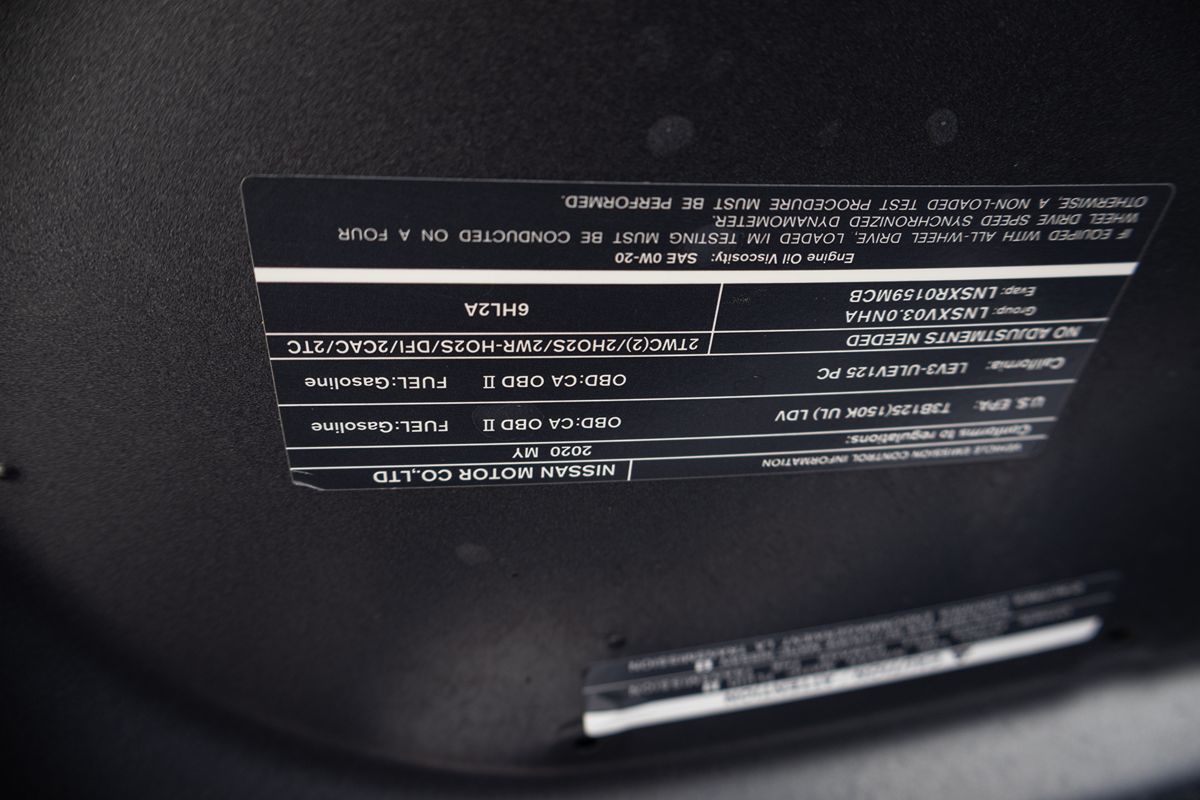 VEHICLE EMISSION CONTROL INFORMATION NISSAN MOTOR CO.,LTD
Conforms to regulations: 2020 MY
U.S. EPA: T3B125(150K UL) LDV OBD:CA OBD II FUEL:Gasoline
California: LEV3-ULEV125 PC OBD:CA OBD II FUEL:Gasoline
NO ADJUSTMENTS NEEDED 2TWC(2)/2HO2S/2WR-HO2S/DFI/2CAC/2TC
Group: LNSXV03.0NHA
Evap: LNSXR0159MCB
6HL2A
Engine Oil Viscosity: SAE 0W-20
IF EQUIPED WITH ALL-WHEEL DRIVE, LOADED I/M TESTING MUST BE CONDUCTED ON A FOUR
WHEEL DRIVE SPEED SYNCHRONIZED DYNAMOMETER.
OTHERWISE, A NON-LOADED TEST PROCEDURE MUST BE PERFORMED.